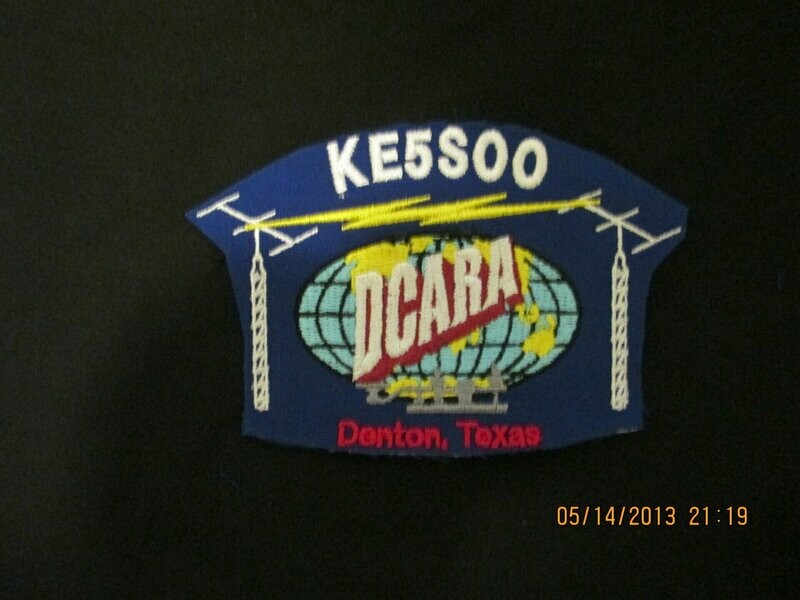 KE5SOO
DCARA
Denton, Texas
05/14/2013 21:19